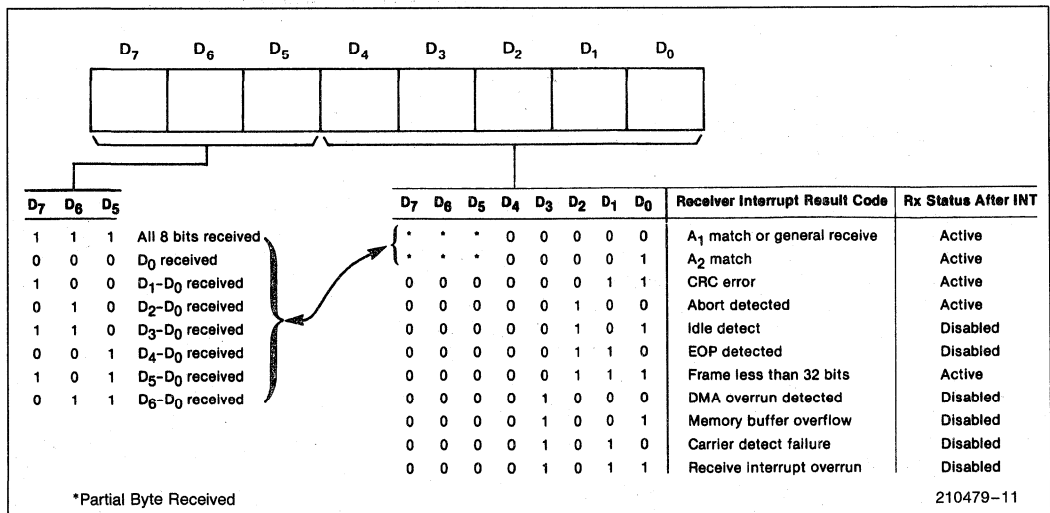 D7 D6 D5 D4 D3 D2 D1 D0
D7 D6 D5
1 1 1 All 8 bits received
0 0 0 D0 received
1 0 0 D1-D0 received
0 1 0 D2-D0 received
1 1 0 D3-D0 received
0 0 1 D4-D0 received
1 0 1 D5-D0 received
0 1 1 D6-D0 received
D7 D6 D5 D4 D3 D2 D1 D0 Receiver Interrupt Result Code Rx Status After INT
* * * 0 0 0 0 0 A1 match or general receive Active
* * * 0 0 0 0 1 A2 match Active
0 0 0 0 0 0 1 1 CRC error Active
0 0 0 0 0 1 0 0 Abort detected Active
0 0 0 0 0 1 0 1 Idle detect Disabled
0 0 0 0 0 1 1 0 EOP detected Disabled
0 0 0 0 0 1 1 1 Frame less than 32 bits Active
0 0 0 0 1 0 0 0 DMA overrun detected Disabled
0 0 0 0 1 0 0 1 Memory buffer overflow Disabled
0 0 0 0 1 0 1 0 Carrier detect failure Disabled
0 0 0 0 1 0 1 1 Receive interrupt overrun Disabled
*Partial Byte Received
210479-11